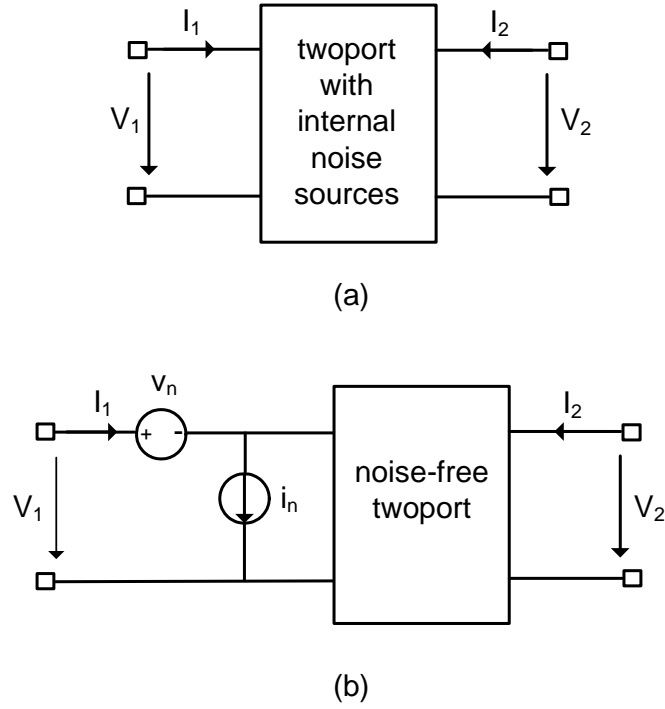 I1
I2
V1
twoport
with
internal
noise
sources
V2
(a)
vn
I1
+ -
I2
V1
in
noise-free
twoport
V2
(b)